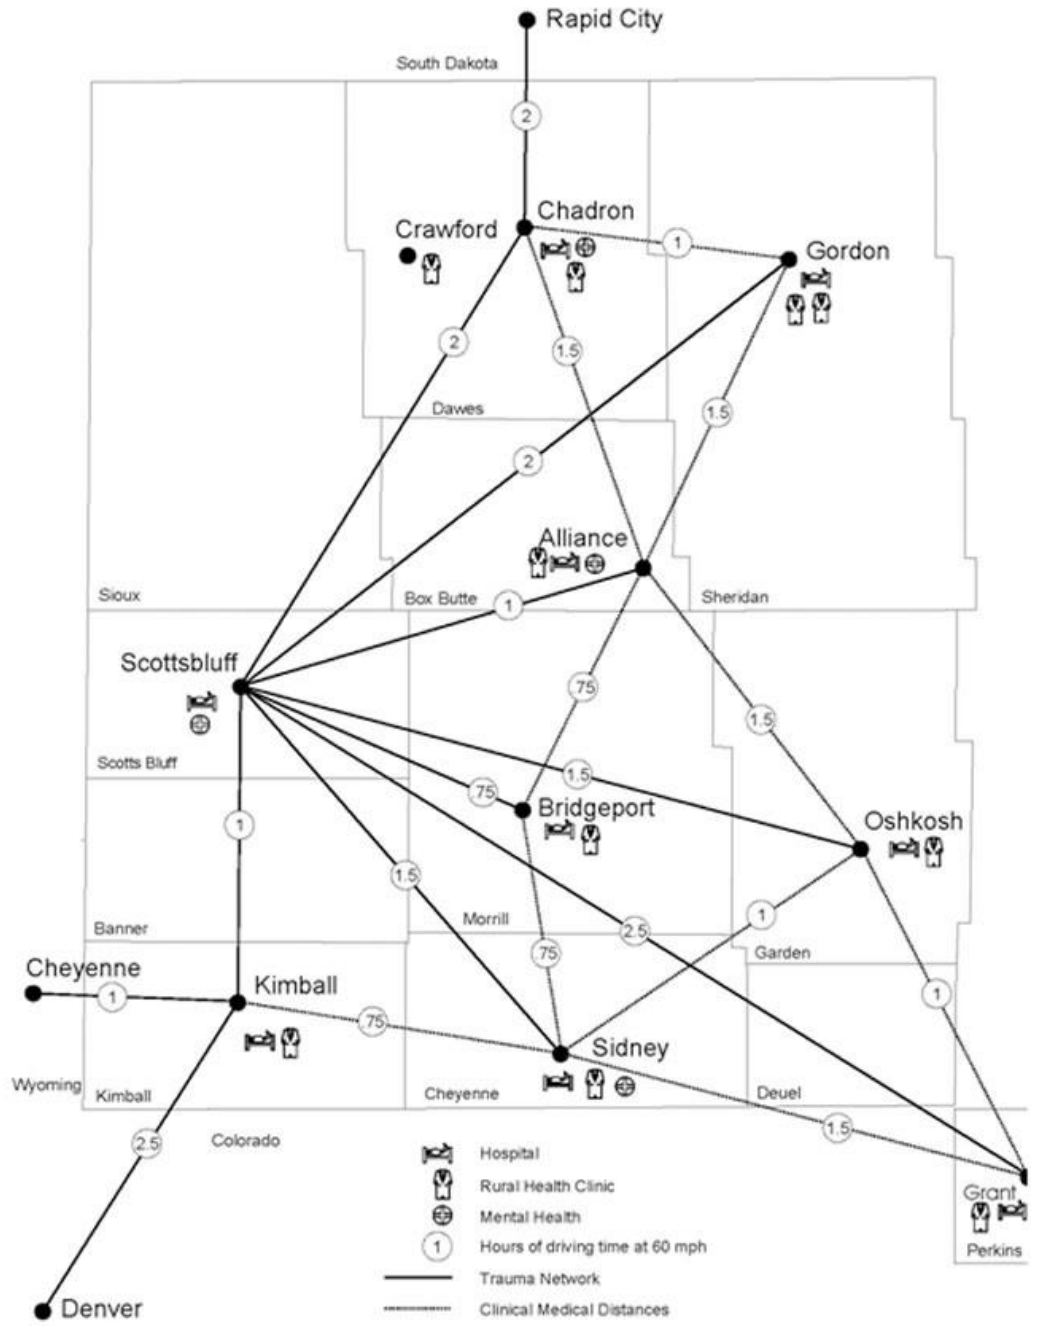 Rapid City
South Dakota
2
Chadron
Crawford
1
Gordon
2
1.5
Dawes
1.5
2
Alliance
Sioux
Box Butte
1
Sheridan
Scottsbluff
.75
1.5
Scotts Bluff
1.5
.75
Bridgeport
Oshkosh
1
1.5
Banner
Morrill
2.5
1
Garden
.75
Cheyenne
1
Kimball
.75
1
Sidney
Wyoming
Kimball
Cheyenne
Deuel
1.5
2.5
Colorado
Hospital
Rural Health Clinic
Grant
Mental Health
1
Hours of driving time at 60 mph
Perkins
Trauma Network
Denver
Clinical Medical Distances